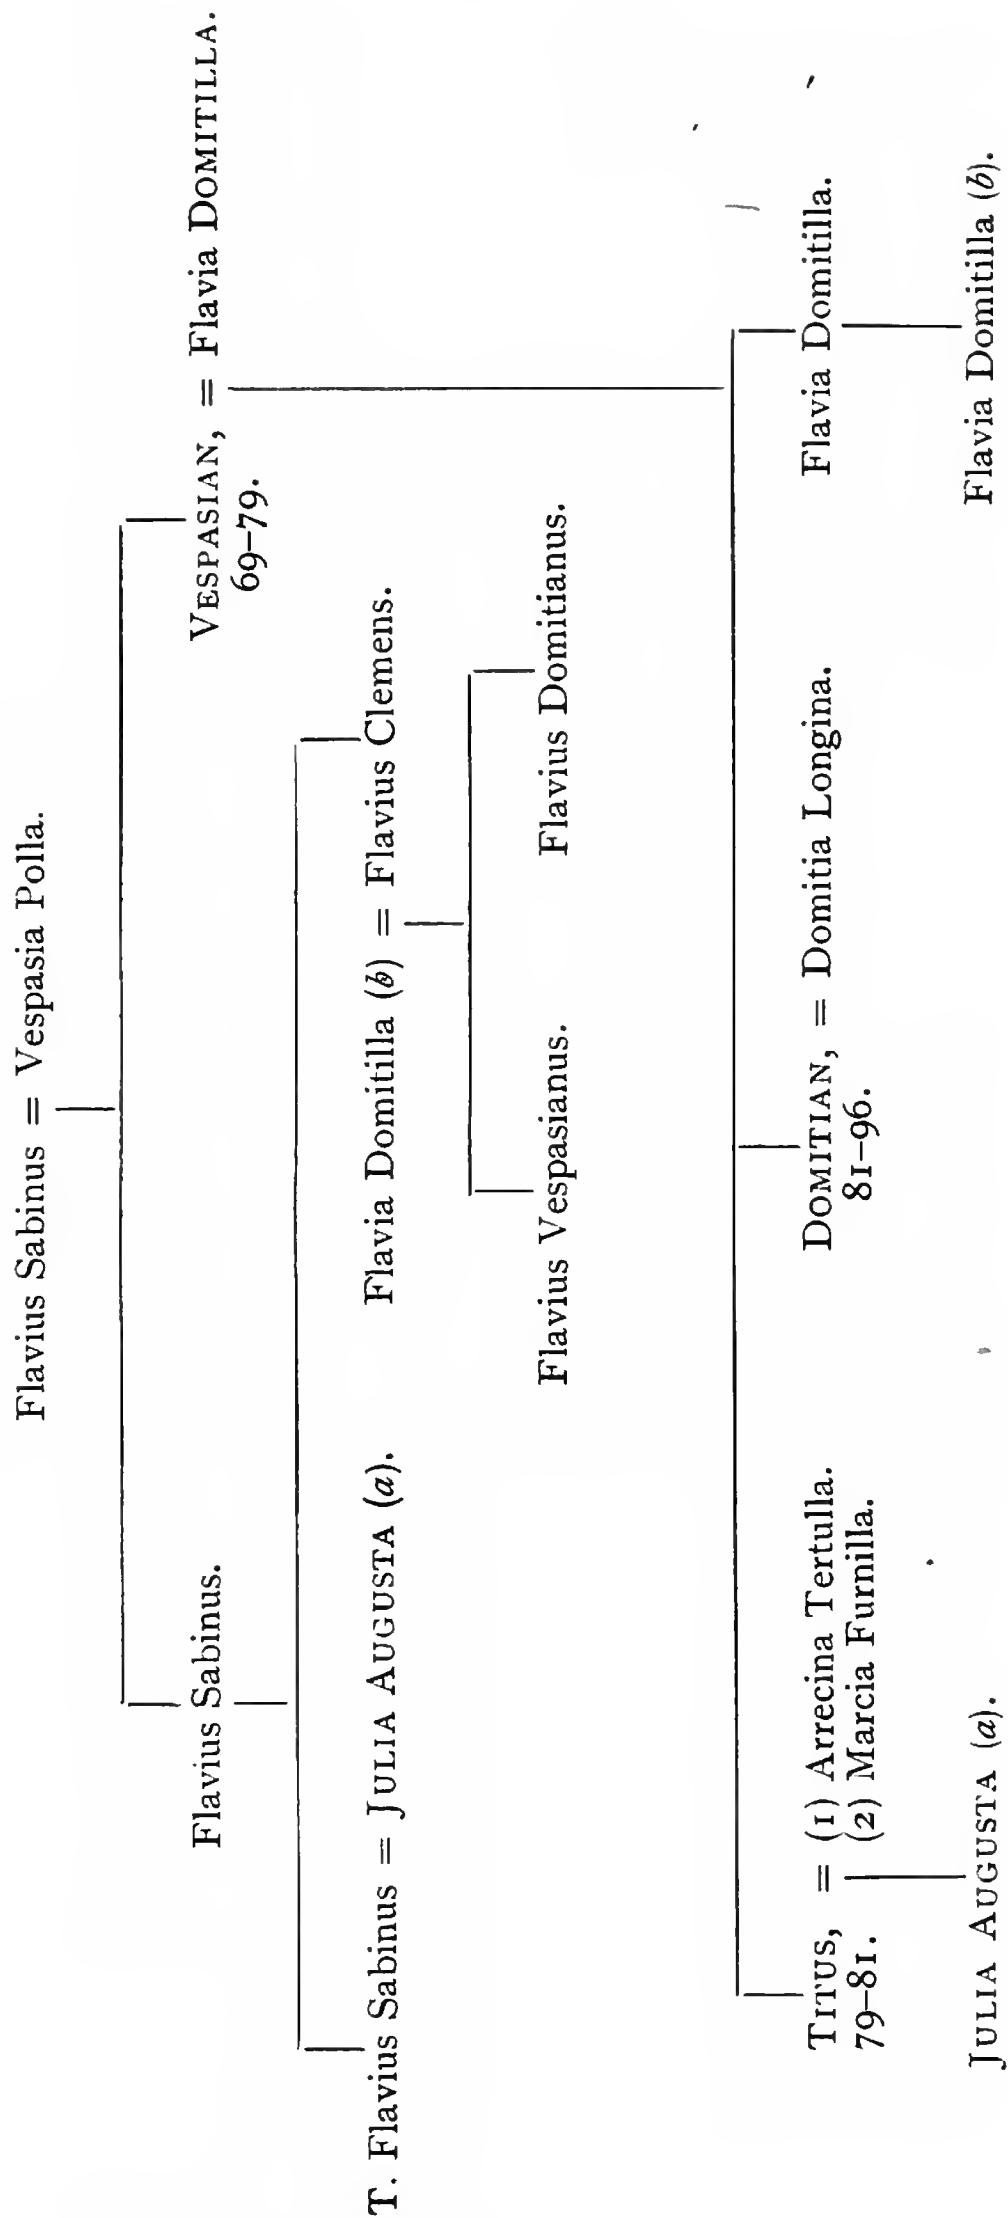 Flavius Sabinus = Vespasia Polla.
Flavius Sabinus.
VESPASIAN, = Flavia DOMITILLA.
69–79.
T. Flavius Sabinus = JULIA AUGUSTA (a).
Flavia Domitilla (b) = Flavius Clemens.
Flavius Vespasianus.
Flavius Domitianus.
TITUS, = (1) Arrecina Tertulla.
79–81. (2) Marcia Furnilla.
DOMITIAN, = Domitia Longina.
81–96.
Flavia Domitilla.
JULIA AUGUSTA (a).
Flavia Domitilla (b).